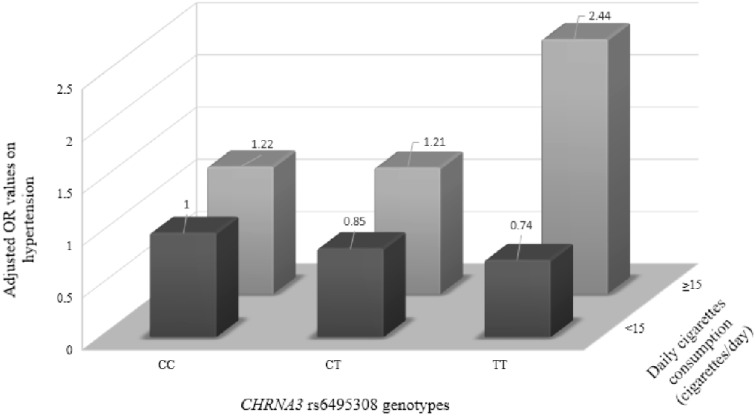 2.44
2.5
2
1.22
1.21
1.5
1
0.85
0.74
1
0.5
0
≥15
<15
CC
CT
TT
Adjusted OR values on
hypertension
Daily cigarettes
consumption
(cigarettes/day)
CHRNA3 rs6495308 genotypes